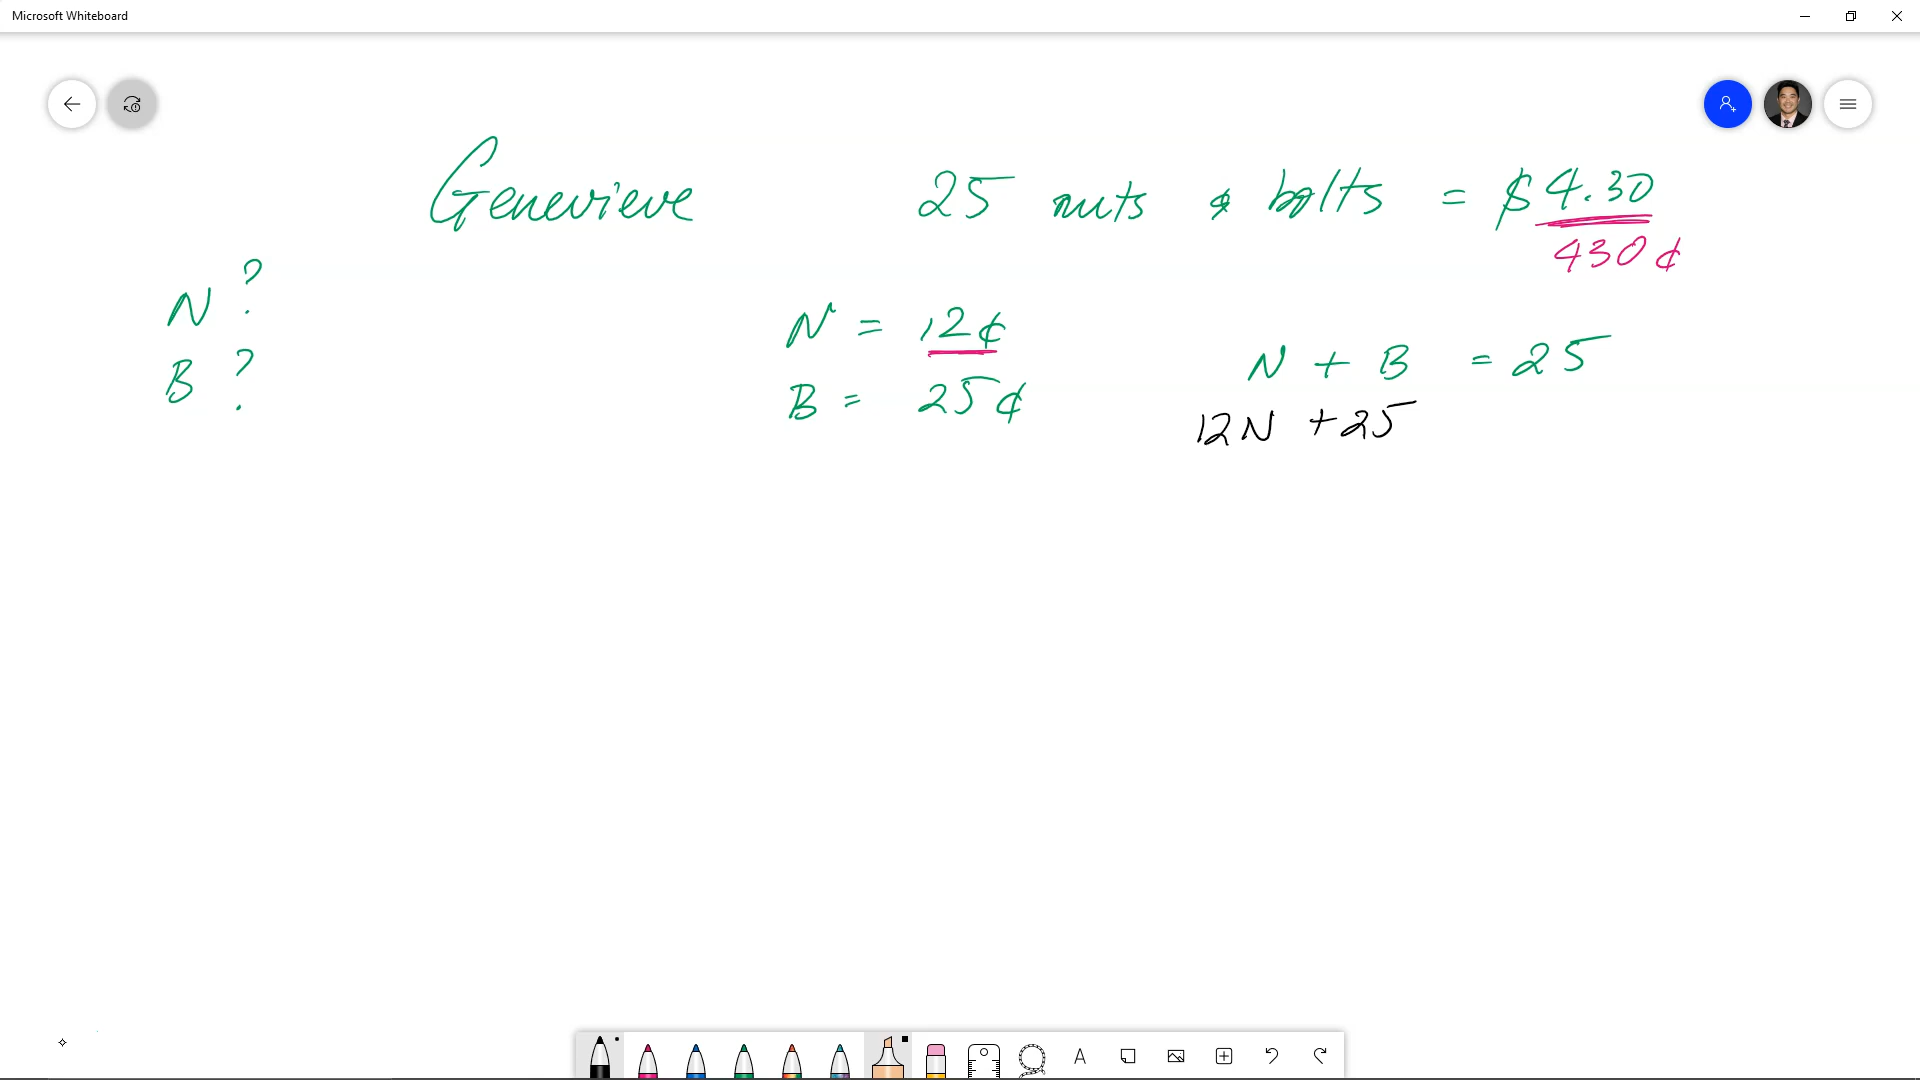 Microsoft Whiteboard
Genevieve 25 nuts & bolts = $4.30
430¢
N ?
B ?
N = 12¢
B = 25¢
N + B = 25
12N + 25
A